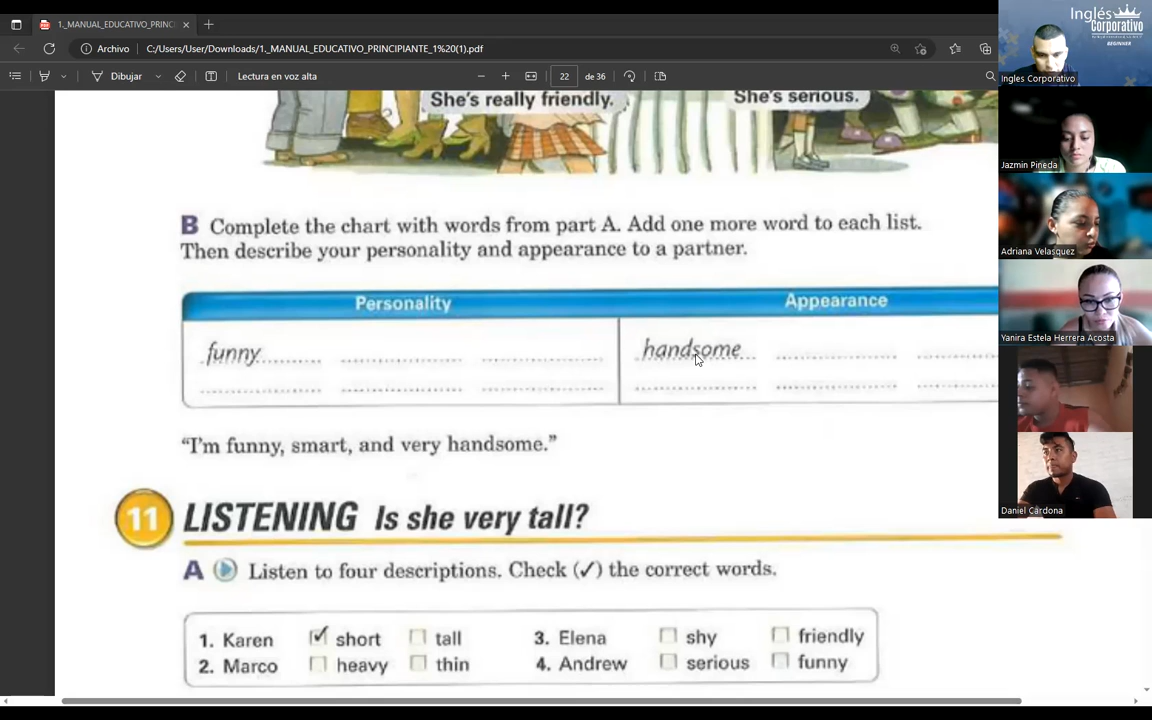 1._MANUAL_EDUCATIVO_PRINCI
Archivo
C:/Users/User/Downloads/1._MANUAL_EDUCATIVO_PRINCIPIANTE_1%20(1).pdf
Dibujar
Lectura en voz alta
22
de 36
She's really friendly.
She's serious.
B Complete the chart with words from part A. Add one more word to each list.
Then describe your personality and appearance to a partner.
Personality
Appearance
funny
handsome
"I'm funny, smart, and very handsome."
11 LISTENING Is she very tall?
A Listen to four descriptions. Check (✓) the correct words.
1. Karen ✓ short tall 3. Elena shy friendly
2. Marco heavy thin 4. Andrew serious funny
Inglés
Corporativo
BEGINNER
Ingles Corporativo
Jazmin Pineda
Adriana Velasquez
Yanira Estela Herrera Acosta
Daniel Cardona